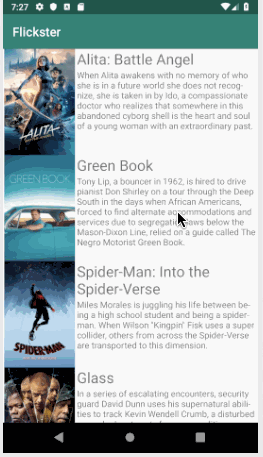 7:27
Flickster
Alita: Battle Angel
When Alita awakens with no memory of who
she is in a future world she does not recog-
nize, she is taken in by Ido, a compassionate
doctor who realizes that somewhere in this
abandoned cyborg shell is the heart and soul
of a young woman with an extraordinary past.
ALITA
Green Book
GREEN BOOK
Tony Lip, a bouncer in 1962, is hired to drive
pianist Don Shirley on a tour through the Deep
South in the days when African Americans,
forced to find alternate accommodations and
services due to segregation laws below the
Mason-Dixon Line, relied on a guide called The
Negro Motorist Green Book.
Spider-Man: Into the
Spider-Verse
Miles Morales is juggling his life between be-
ing a high school student and being a spider-
man. When Wilson "Kingpin" Fisk uses a super
collider, others from across the Spider-Verse
are transported to this dimension.
SPIDER-MAN
Glass
In a series of escalating encounters, security
guard David Dunn uses his supernatural abili-
ties to track Kevin Wendell Crumb, a disturbed